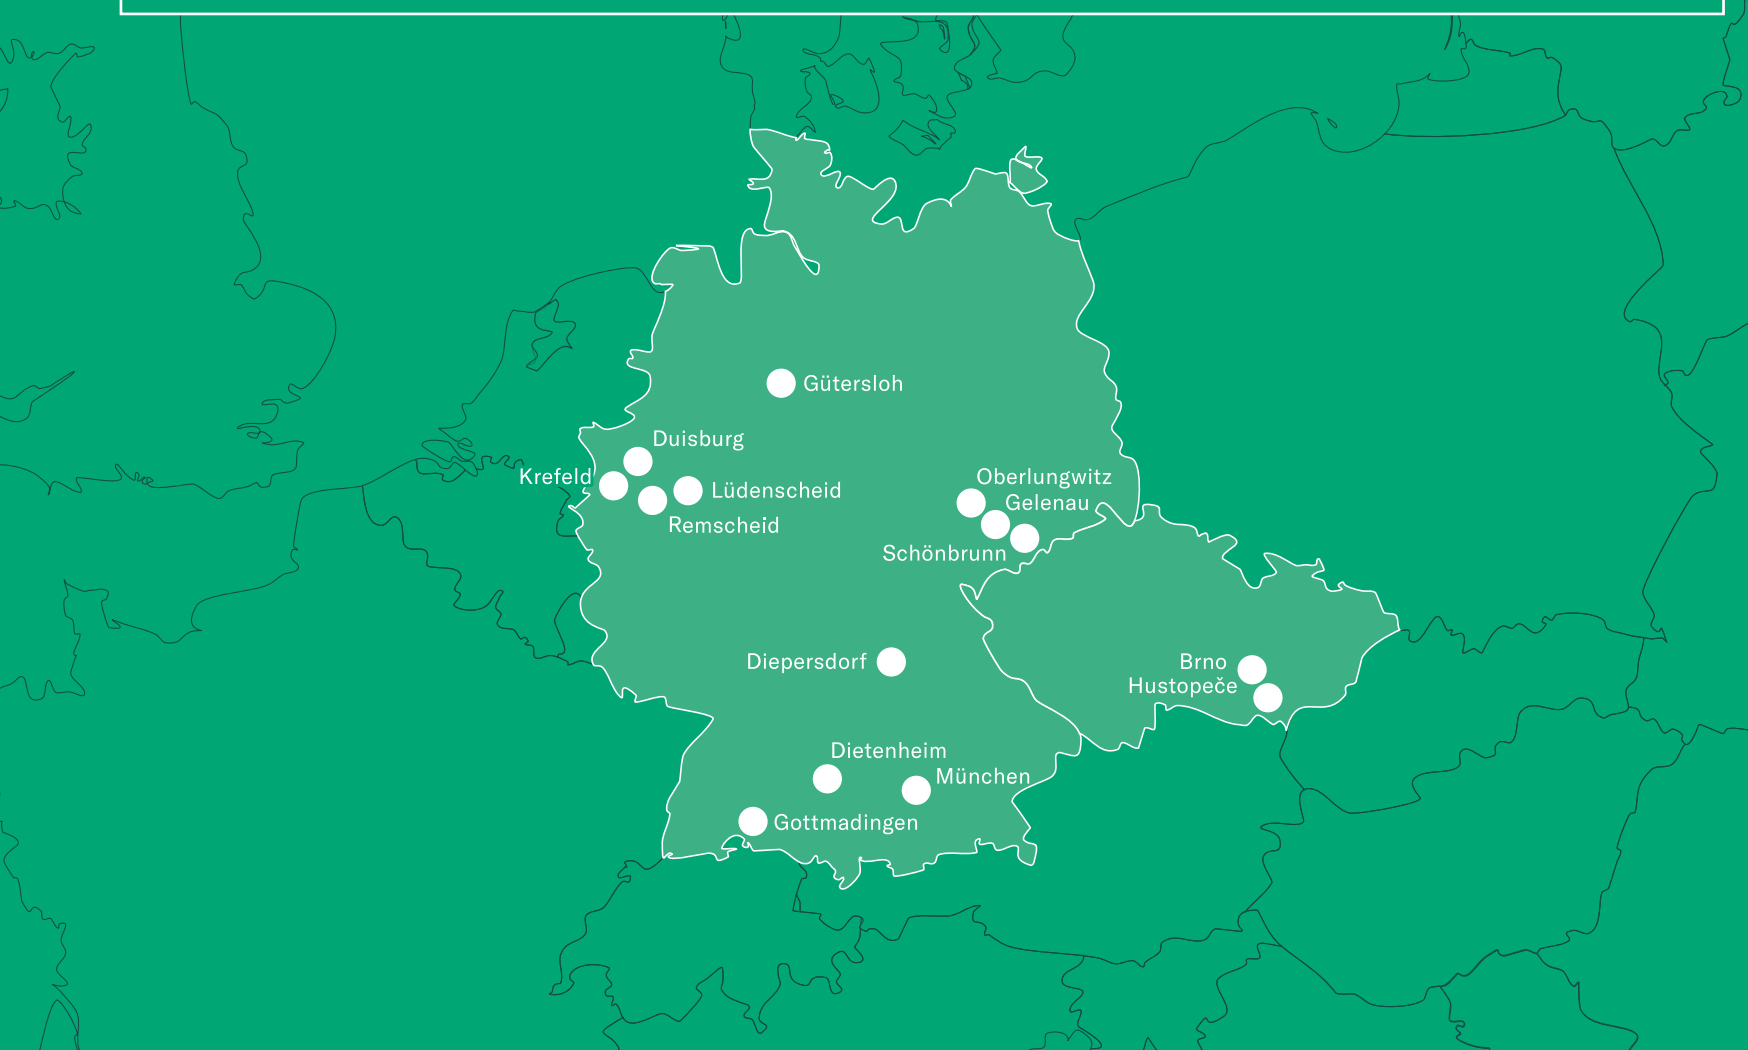 Gütersloh
Duisburg
Krefeld
Lüdenscheid
Remscheid
Oberlungwitz
Gelenau
Schönbrunn
Diepersdorf
Brno
Hustopeče
Dietenheim
München
Gottmadingen